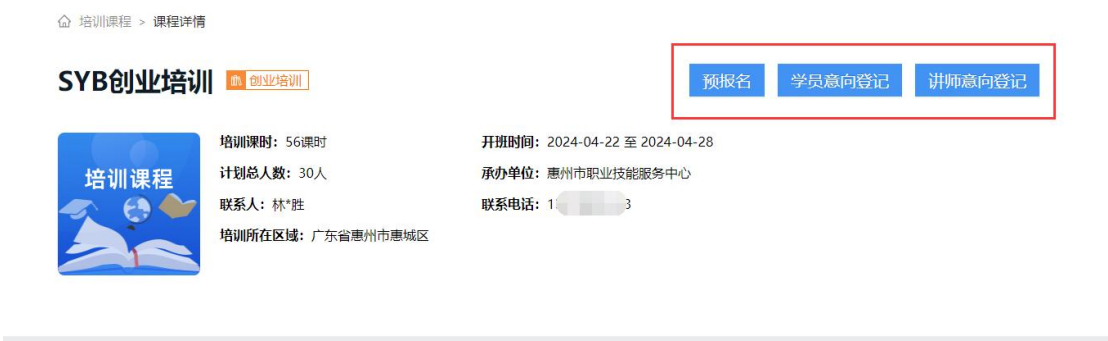 培训课程 > 课程详情
SYB创业培训 创业培训 预报名 学员意向登记 讲师意向登记
培训课程
培训课时：56课时 开班时间：2024-04-22 至 2024-04-28
计划总人数：30人 承办单位：惠州市职业技能服务中心
联系人：林*胜 联系电话：1 3
培训所在区域：广东省惠州市惠城区